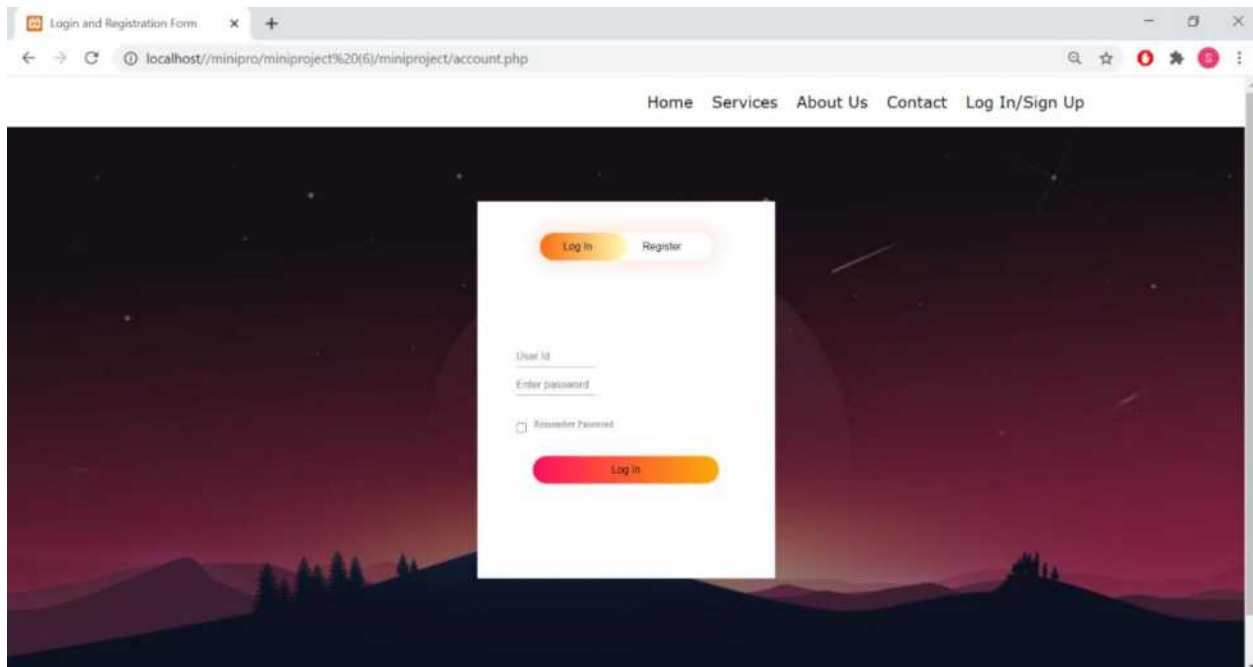 Login and Registration Form
localhost//minipro/miniproject%20(6)/miniproject/account.php
S
Home Services About Us Contact Log In/Sign Up
Log In Register
User Id
Enter password
Remember Password
Log in